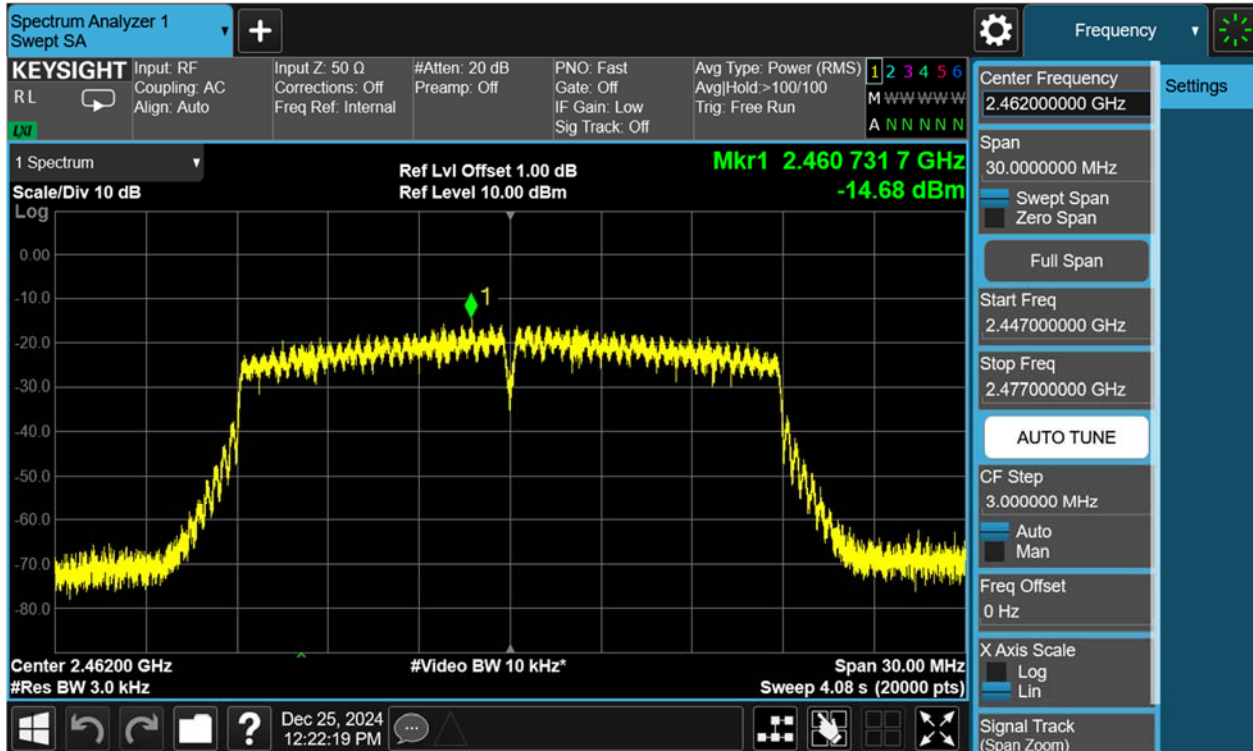 Spectrum Analyzer 1
Swept SA
Frequency
KEYSIGHT
R L
LXI
Input: RF
Coupling: AC
Align: Auto
Input Z: 50 Ω
Corrections: Off
Freq Ref: Internal
#Atten: 20 dB
Preamp: Off
PNO: Fast
Gate: Off
IF Gain: Low
Sig Track: Off
Avg Type: Power (RMS)
Avg|Hold:>100/100
Trig: Free Run
1 2 3 4 5 6
M W W W W W
A N N N N N
1 Spectrum
Scale/Div 10 dB
Log
Ref Lvl Offset 1.00 dB
Ref Level 10.00 dBm
Mkr1 2.460 731 7 GHz
-14.68 dBm
1
0.00
-10.0
-20.0
-30.0
-40.0
-50.0
-60.0
-70.0
-80.0
Center 2.46200 GHz
#Video BW 10 kHz*
Span 30.00 MHz
#Res BW 3.0 kHz
Sweep 4.08 s (20000 pts)
?
Dec 25, 2024
12:22:19 PM
Center Frequency
2.462000000 GHz
Settings
Span
30.0000000 MHz
Swept Span
Zero Span
Full Span
Start Freq
2.447000000 GHz
Stop Freq
2.477000000 GHz
AUTO TUNE
CF Step
3.000000 MHz
Auto
Man
Freq Offset
0 Hz
X Axis Scale
Log
Lin
Signal Track
(Span Zoom)